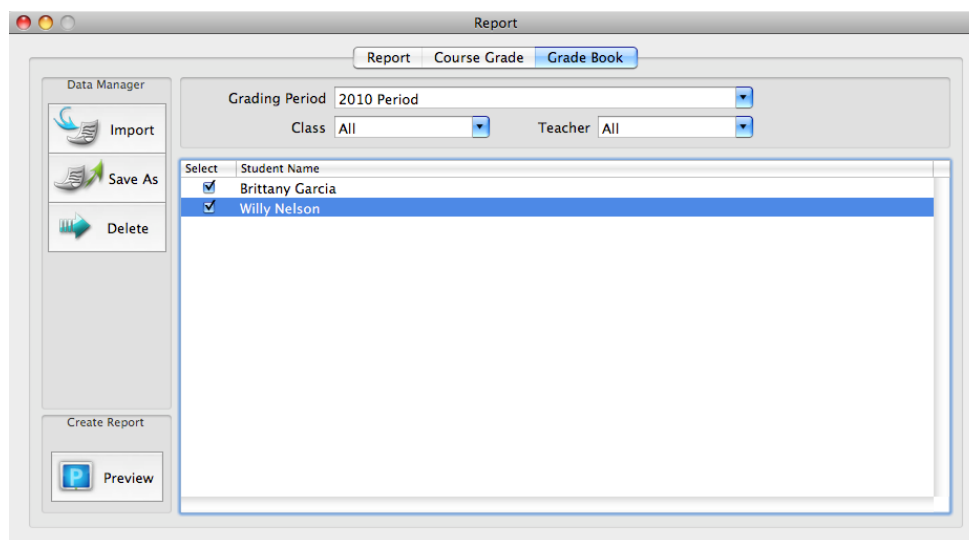 Report
Report Course Grade Grade Book
Data Manager
Import
Save As
Delete
Grading Period 2010 Period
Class All Teacher All
Select Student Name
Brittany Garcia
Willy Nelson
Create Report
P Preview